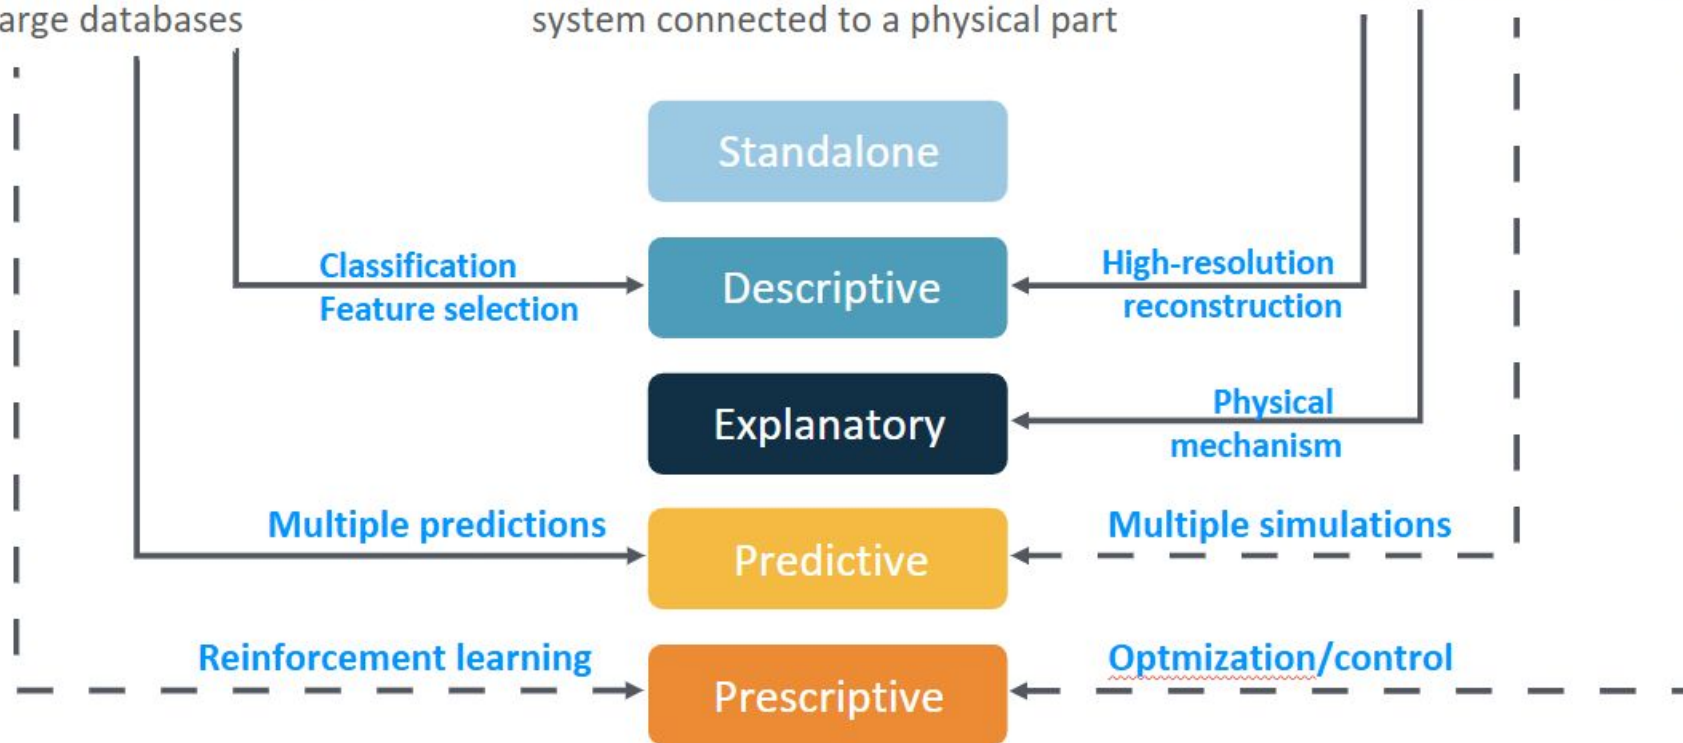 arge databases
system connected to a physical part
Standalone
Classification
Feature selection
Descriptive
High-resolution
reconstruction
Explanatory
Physical
mechanism
Multiple predictions
Predictive
Multiple simulations
Reinforcement learning
Prescriptive
Optmization/control